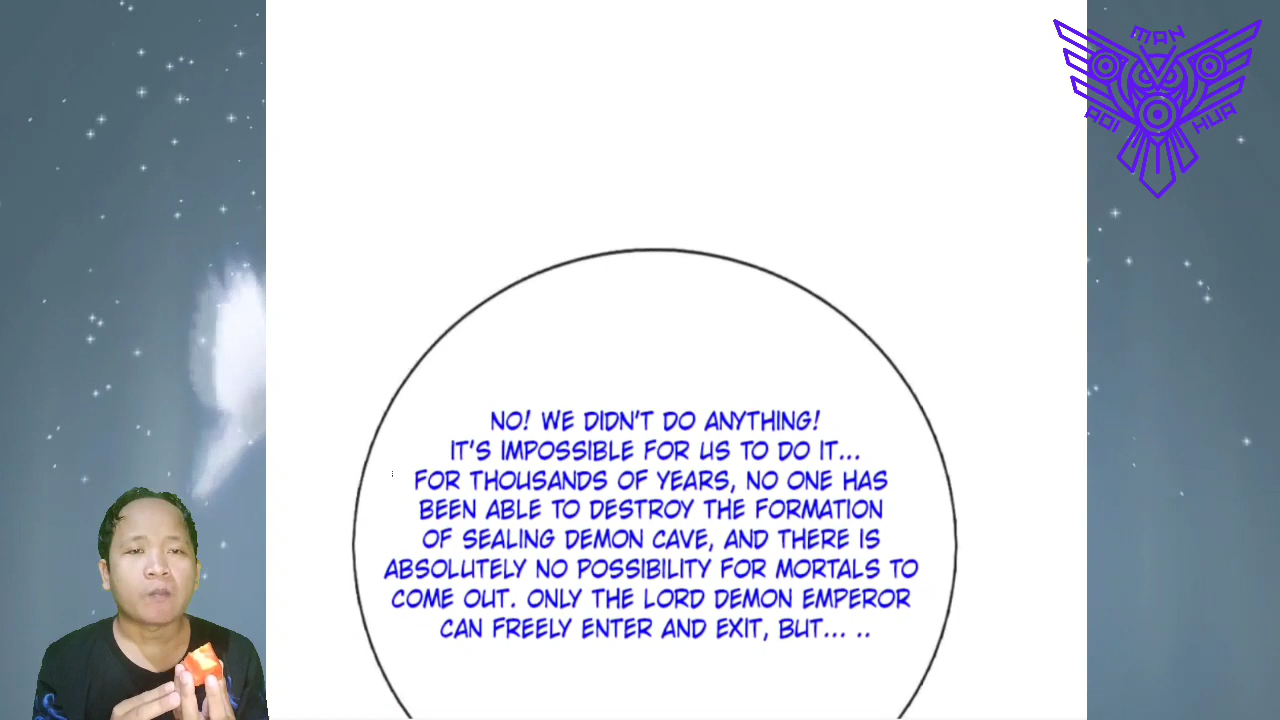 MAN
AOI HUA
NO! WE DIDN'T DO ANYTHING!
IT'S IMPOSSIBLE FOR US TO DO IT...
FOR THOUSANDS OF YEARS, NO ONE HAS
BEEN ABLE TO DESTROY THE FORMATION
OF SEALING DEMON CAVE, AND THERE IS
ABSOLUTELY NO POSSIBILITY FOR MORTALS TO
COME OUT. ONLY THE LORD DEMON EMPEROR
CAN FREELY ENTER AND EXIT, BUT... ..